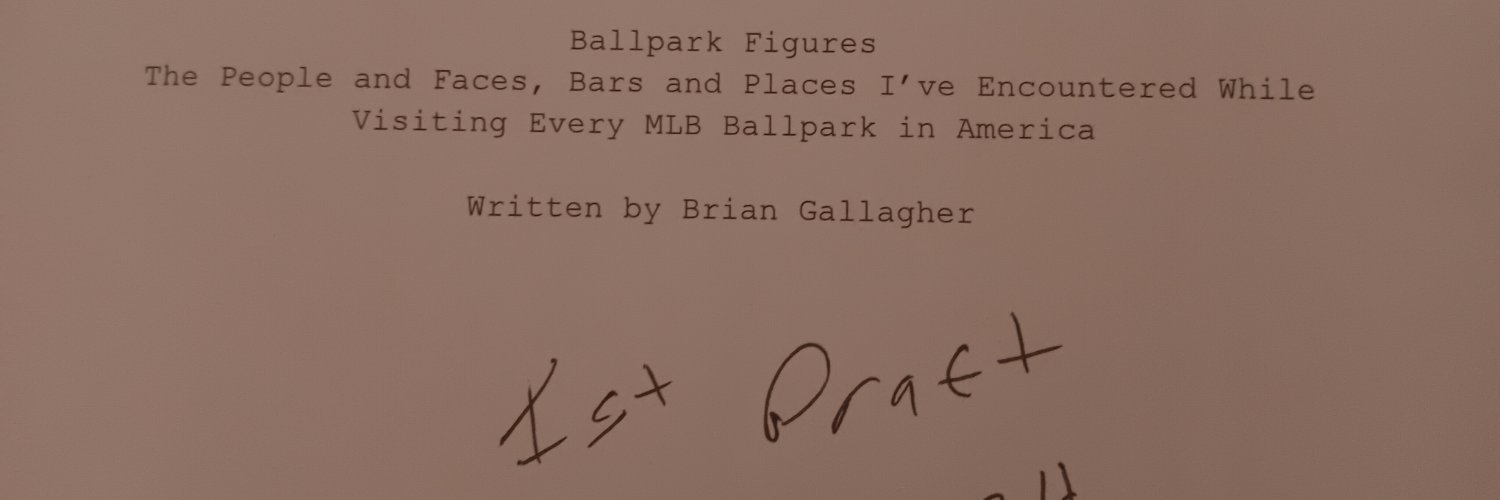 Ballpark Figures
The People and Faces, Bars and Places I've Encountered While
Visiting Every MLB Ballpark in America
Written by Brian Gallagher
1st Draft